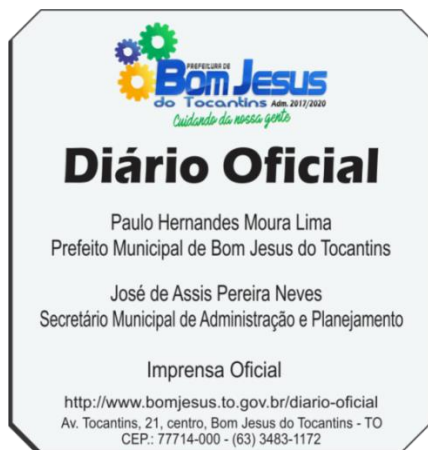 PREFEITURA DE
Bom Jesus
do Tocantins Adm. 2017/2020
Cuidando da nossa gente
Diário Oficial
Paulo Hernandes Moura Lima
Prefeito Municipal de Bom Jesus do Tocantins
José de Assis Pereira Neves
Secretário Municipal de Administração e Planejamento
Imprensa Oficial
http://www.bomjesus.to.gov.br/diario-oficial
Av. Tocantins, 21, centro, Bom Jesus do Tocantins - TO
CEP.: 77714-000 - (63) 3483-1172